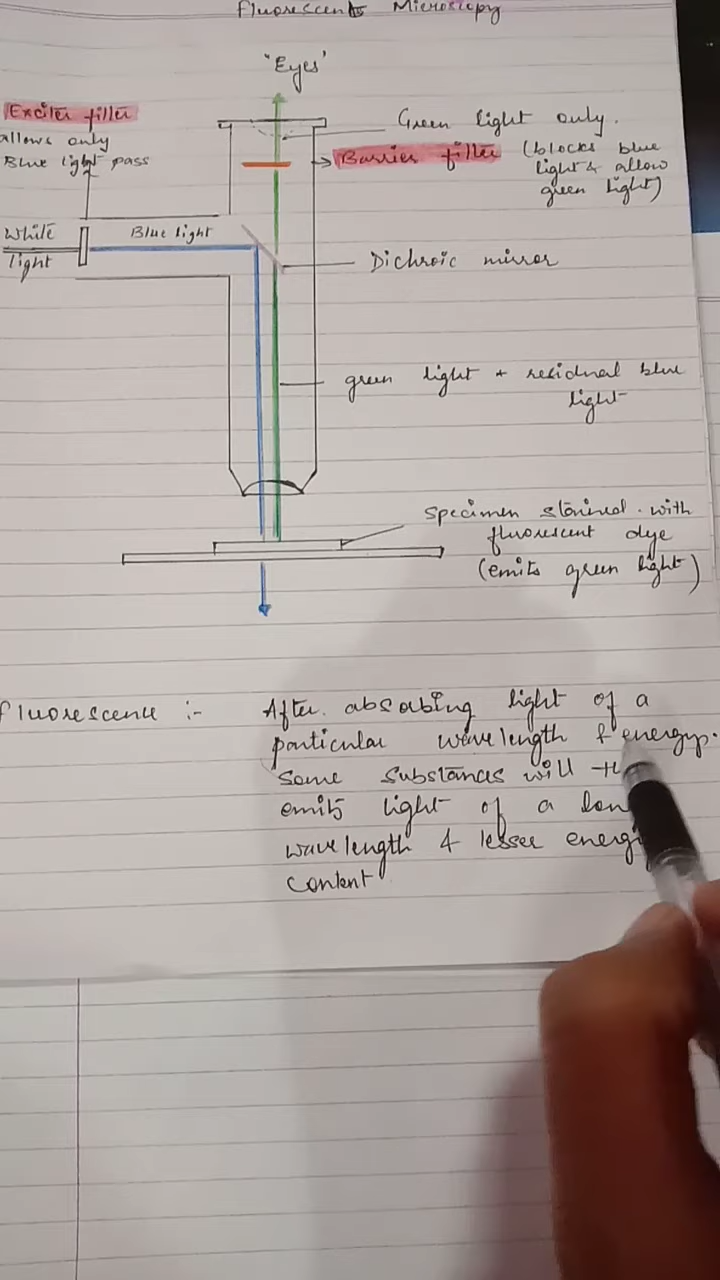 Fluorescent Microscopy
"Eyes"
Exciter filter
allows only
Blue light pass
Green light only.
Barrier filter (blocks blue
light & allow
green light)
White
light
Blue light
Dichroic mirror
green light + residual blue
light
Specimen stained with
fluorescent dye
(emits green light)
fluorescence :- After absorbing light of a
particular wavelength & energy.
Some substances will
emits light of a
wavelength & lesser
content